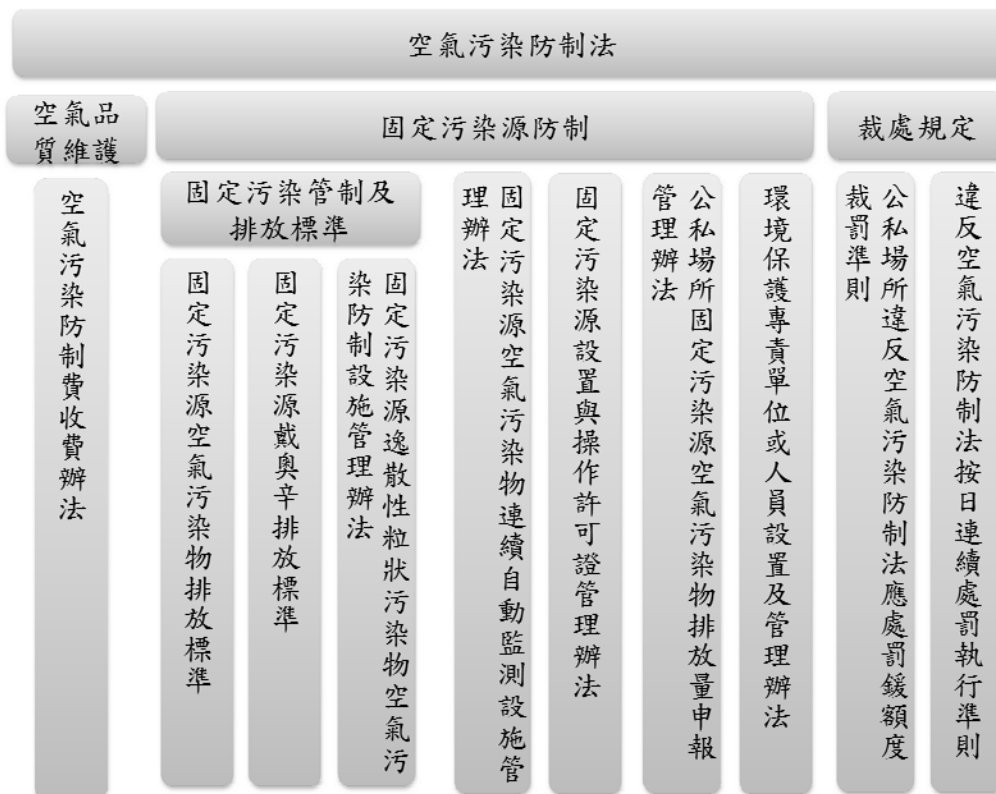 空氣污染防制法
空氣品
質維護
固定污染源防制
裁處規定
空氣污染防制費收費辦法
固定污染管制及
排放標準
固定污染源空氣污染物排放標準
固定污染源戴奧辛排放標準
固定污染源逸散性粒狀污染物空氣污
染防制設施管理辦法
固定污染源空氣污染物連續自動監測設施管
理辦法
固定污染源設置與操作許可證管理辦法
公私場所固定污染源空氣污染物排放量申報
管理辦法
環境保護專責單位或人員設置及管理辦法
公私場所違反空氣污染防制法應處罰鍰額度
裁罰準則
違反空氣污染防制法按日連續處罰執行準則